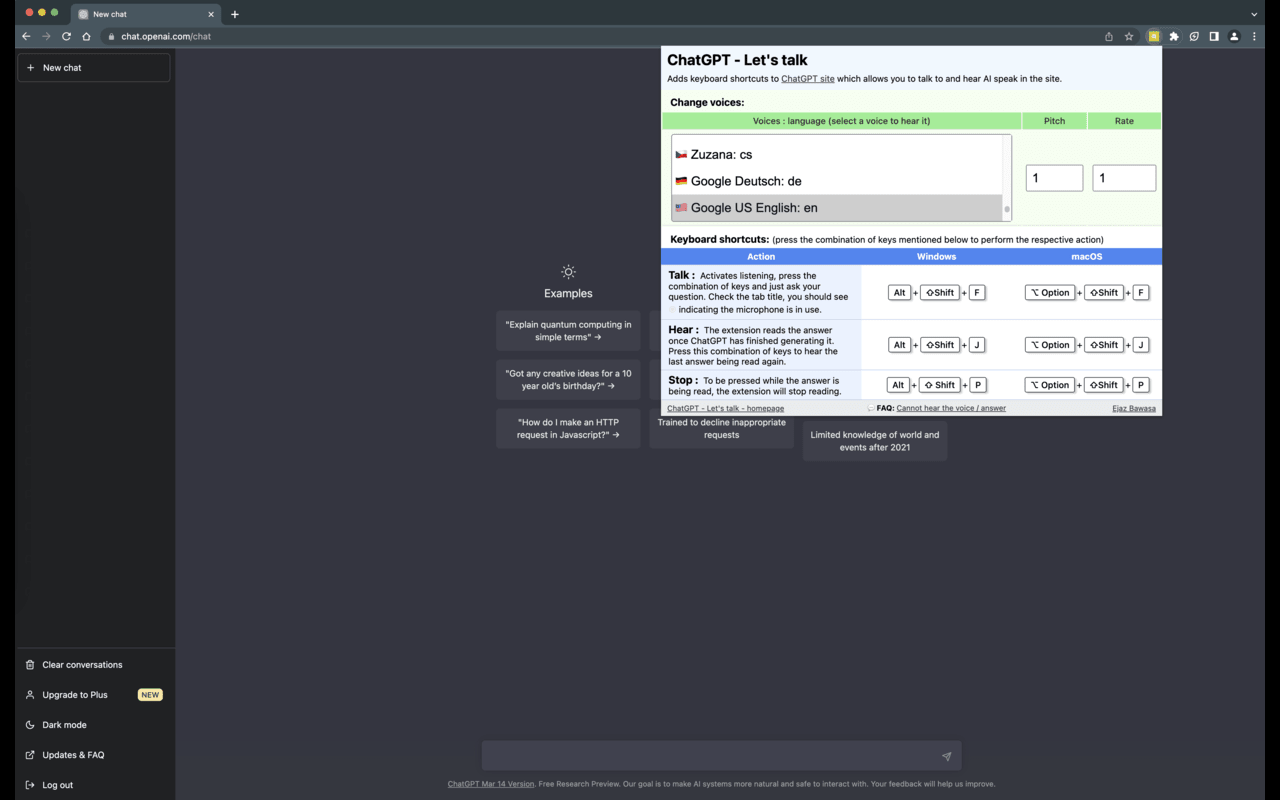 New chat
chat.openai.com/chat
New chat
ChatGPT - Let's talk
Adds keyboard shortcuts to ChatGPT site which allows you to talk to and hear AI speak in the site.
Change voices:
Voices : language (select a voice to hear it)
Pitch
Rate
Zuzana: cs
Google Deutsch: de
Google US English: en
1
1
Keyboard shortcuts: (press the combination of keys mentioned below to perform the respective action)
Action
Windows
macOS
Talk : Activates listening, press the
combination of keys and just ask your
question. Check the tab title, you should see
indicating the microphone is in use.
Alt + ⇧Shift + F
⌥ Option + ⇧Shift + F
Hear : The extension reads the answer
once ChatGPT has finished generating it.
Press this combination of keys to hear the
last answer being read again.
Alt + ⇧Shift + J
⌥ Option + ⇧Shift + J
Stop : To be pressed while the answer is
being read, the extension will stop reading.
Alt + ⇧ Shift + P
⌥ Option + ⇧Shift + P
ChatGPT - Let's talk - homepage
FAQ: Cannot hear the voice / answer
Ejaz Bawasa
Examples
"Explain quantum computing in
simple terms" →
"Got any creative ideas for a 10
year old's birthday?" →
"How do I make an HTTP
request in Javascript?" →
Trained to decline inappropriate
requests
Limited knowledge of world and
events after 2021
Clear conversations
Upgrade to Plus
NEW
Dark mode
Updates & FAQ
Log out
ChatGPT Mar 14 Version. Free Research Preview. Our goal is to make AI systems more natural and safe to interact with. Your feedback will help us improve.